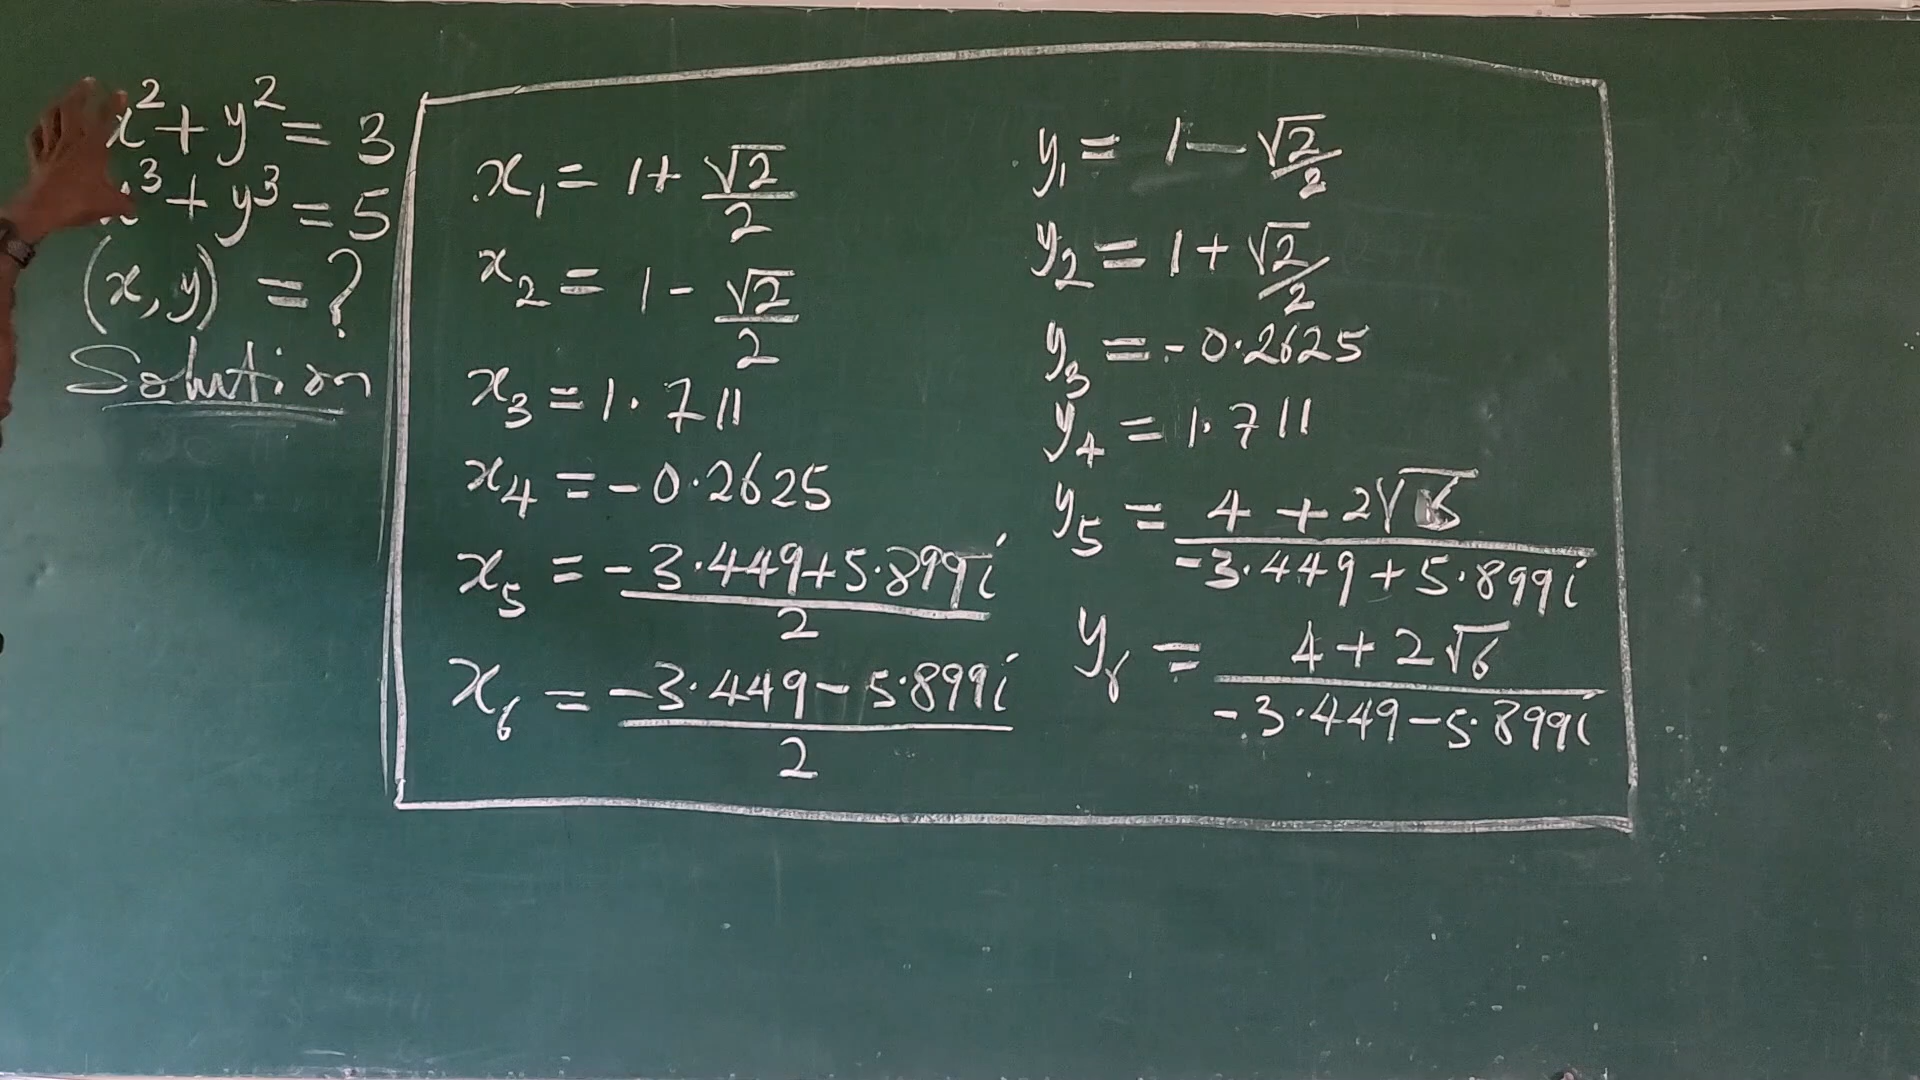 x² + y² = 3
x³ + y³ = 5
(x, y) = ?
Solution
x₁ = 1 + √2/2
x₂ = 1 - √2/2
x₃ = 1.711
x₄ = -0.2625
x₅ = (-3.449+5.899i)/2
x₆ = (-3.449-5.899i)/2
y₁ = 1 - √2/2
y₂ = 1 + √2/2
y₃ = -0.2625
y₄ = 1.711
y₅ = (4 + 2√6)/(-3.449+5.899i)
y₆ = (4 + 2√6)/(-3.449-5.899i)